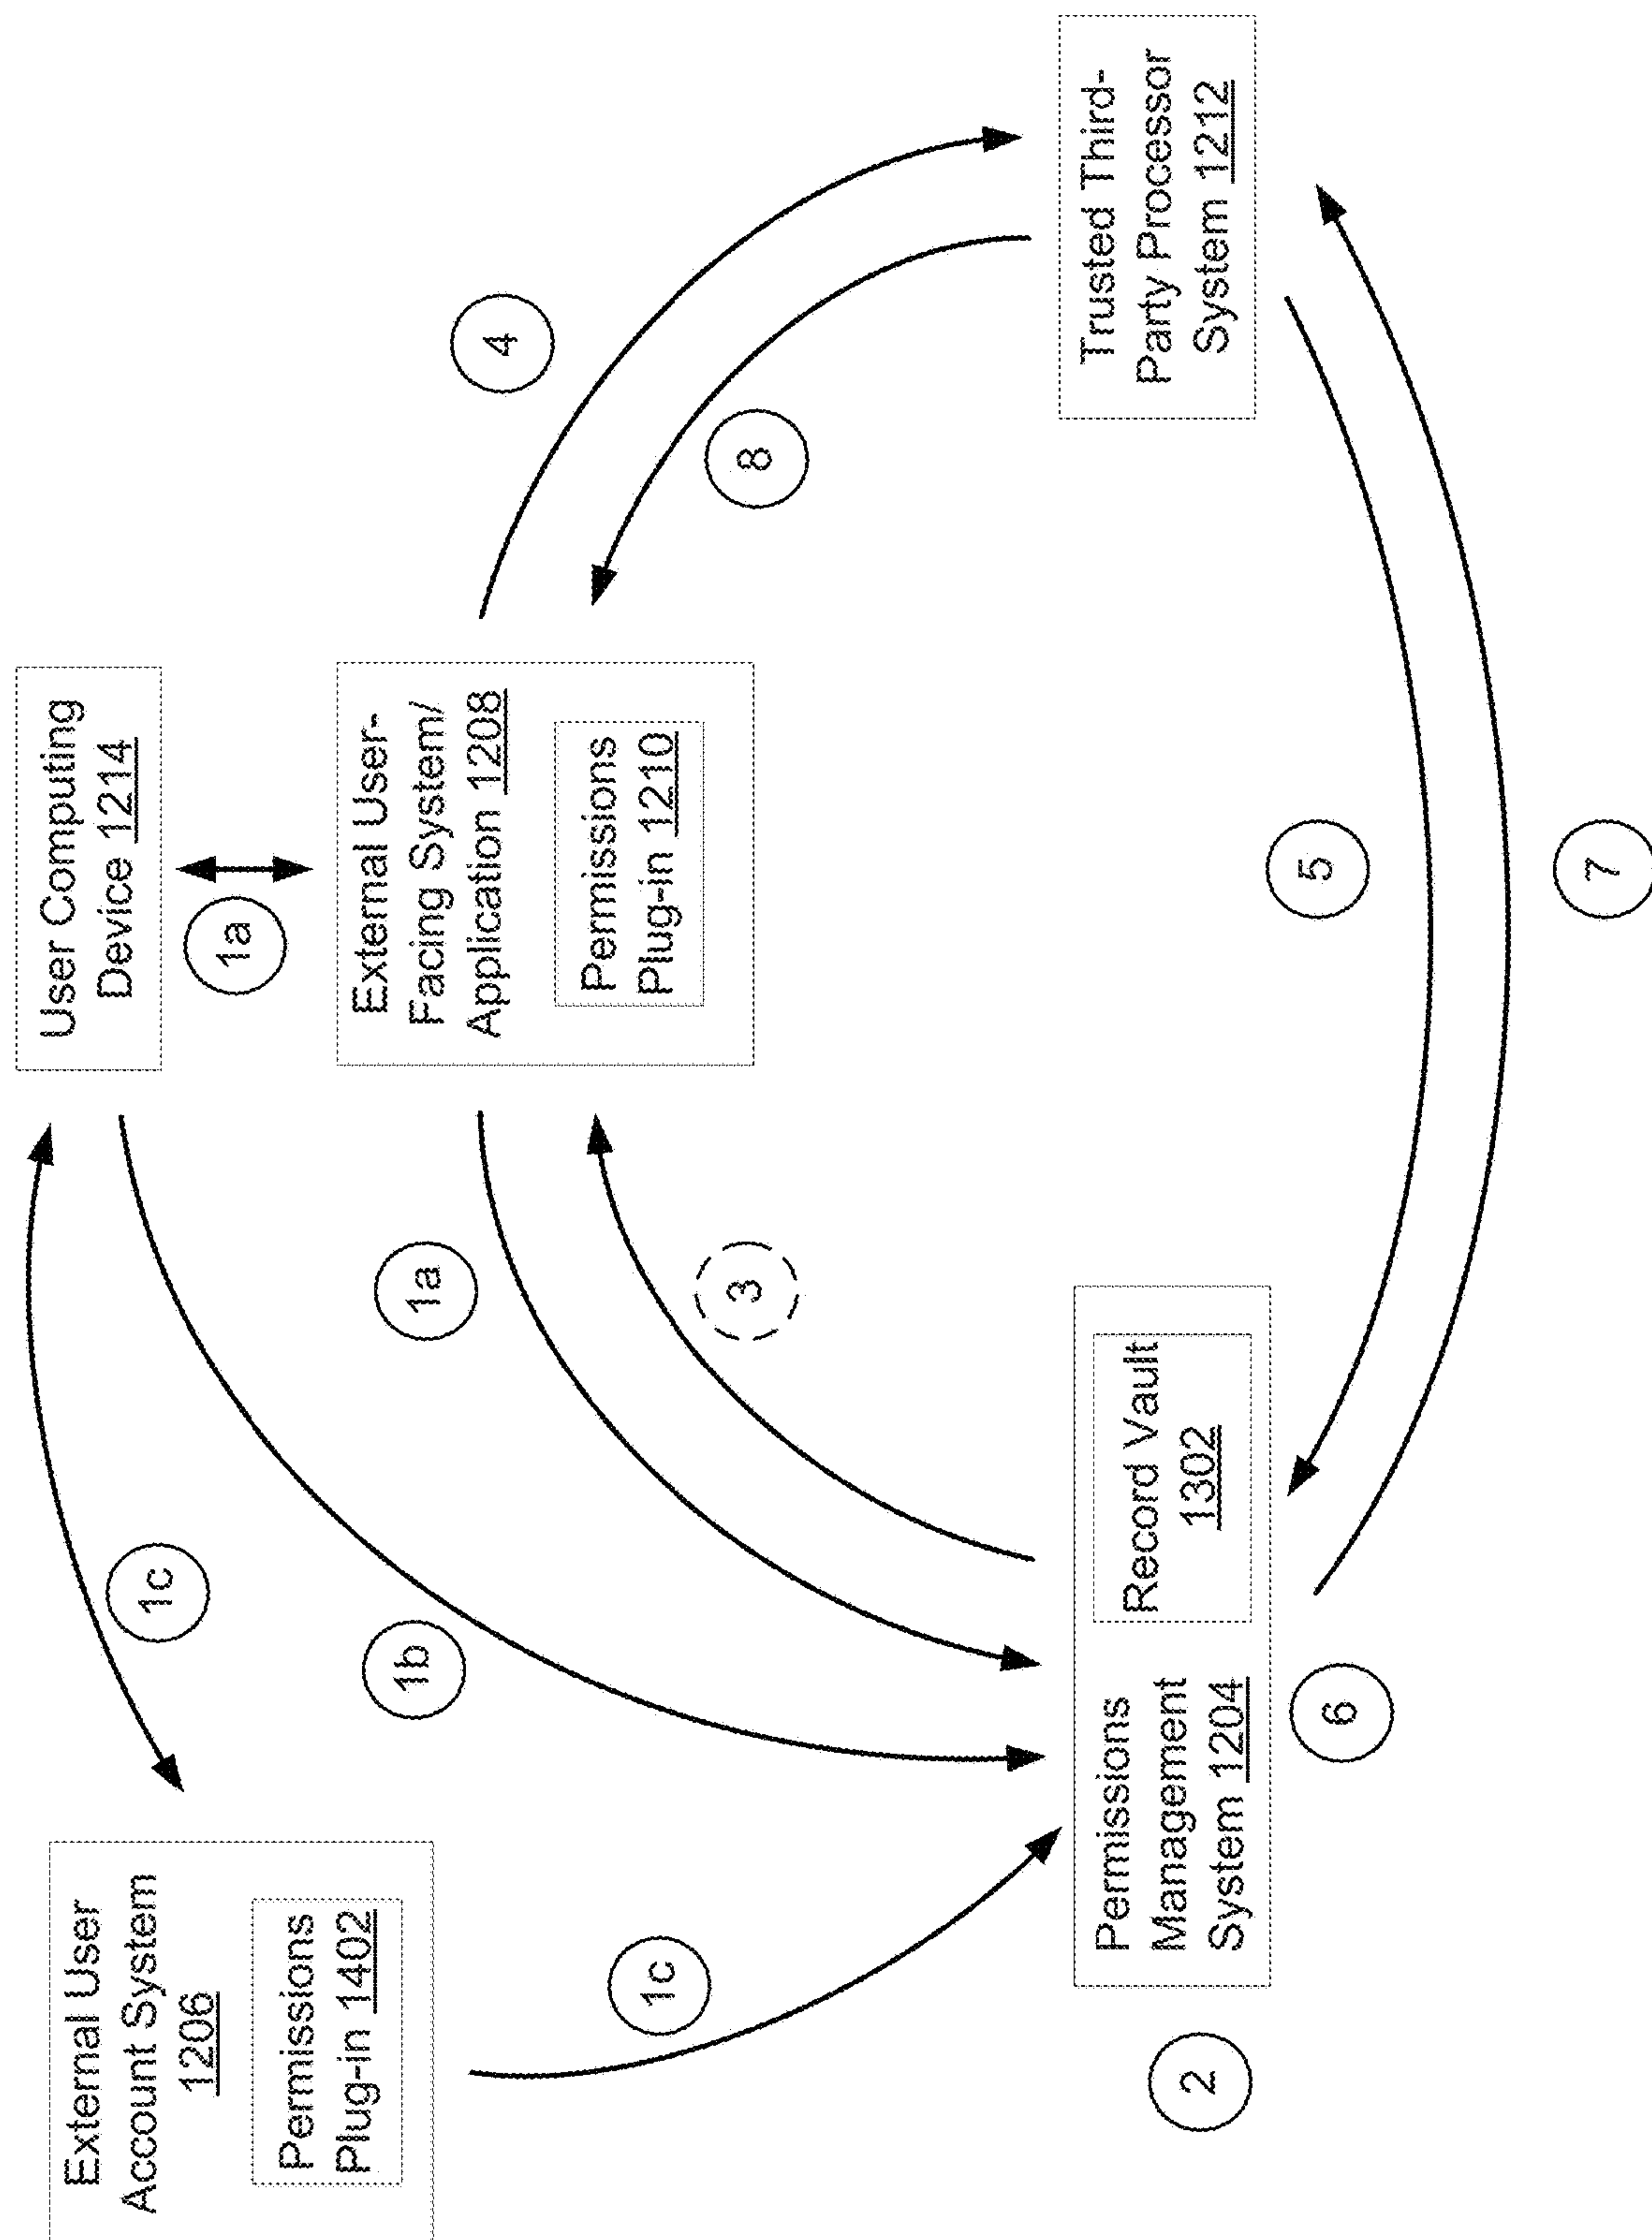 External User
Account System
1206
Permissions
Plug-in 1402
1c
1c
User Computing
Device 1214
1a
External User-
Facing System/
Application 1208
Permissions
Plug-in 1210
1b
1a
3
4
8
Permissions
Management
System 1204
Record Vault
1302
2
6
Trusted Third-
Party Processor
System 1212
5
7